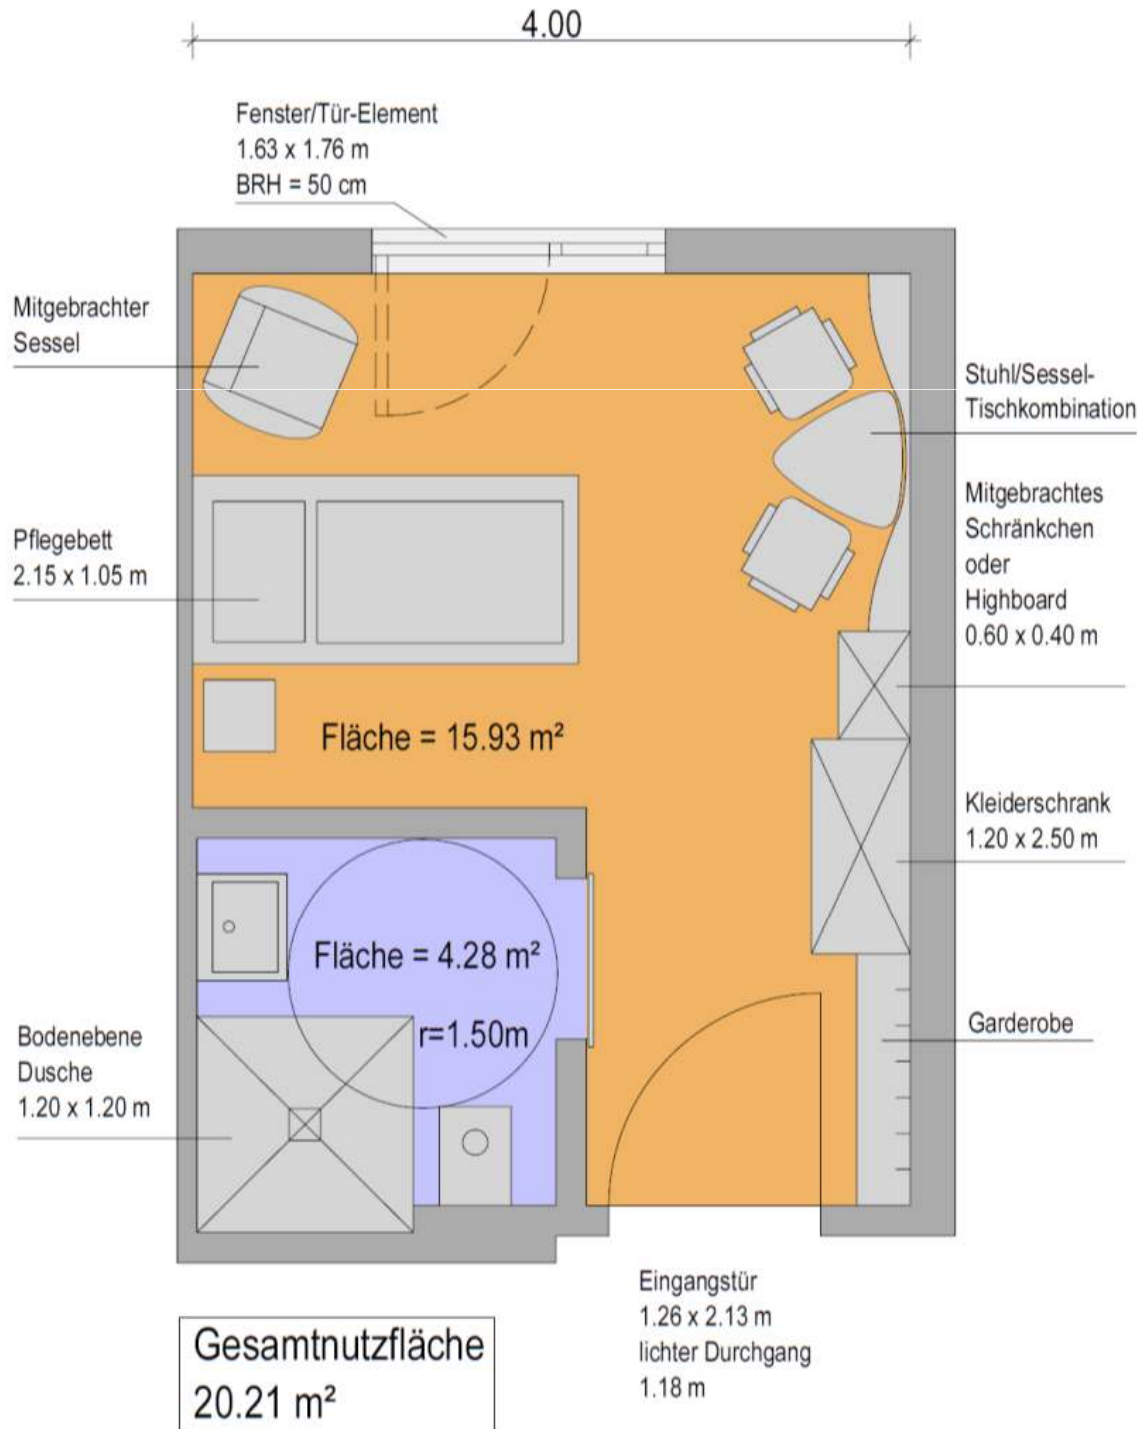 4.00
Fenster/Tür-Element
1.63 x 1.76 m
BRH = 50 cm
Mitgebrachter
Sessel
Stuhl/Sessel-
Tischkombination
Mitgebrachtes
Schränkchen
oder
Highboard
0.60 x 0.40 m
Pflegebett
2.15 x 1.05 m
Fläche = 15.93 m²
Kleiderschrank
1.20 x 2.50 m
Fläche = 4.28 m²
r=1.50m
Garderobe
Bodenebene
Dusche
1.20 x 1.20 m
Eingangstür
1.26 x 2.13 m
lichter Durchgang
1.18 m
Gesamtnutzfläche
20.21 m²